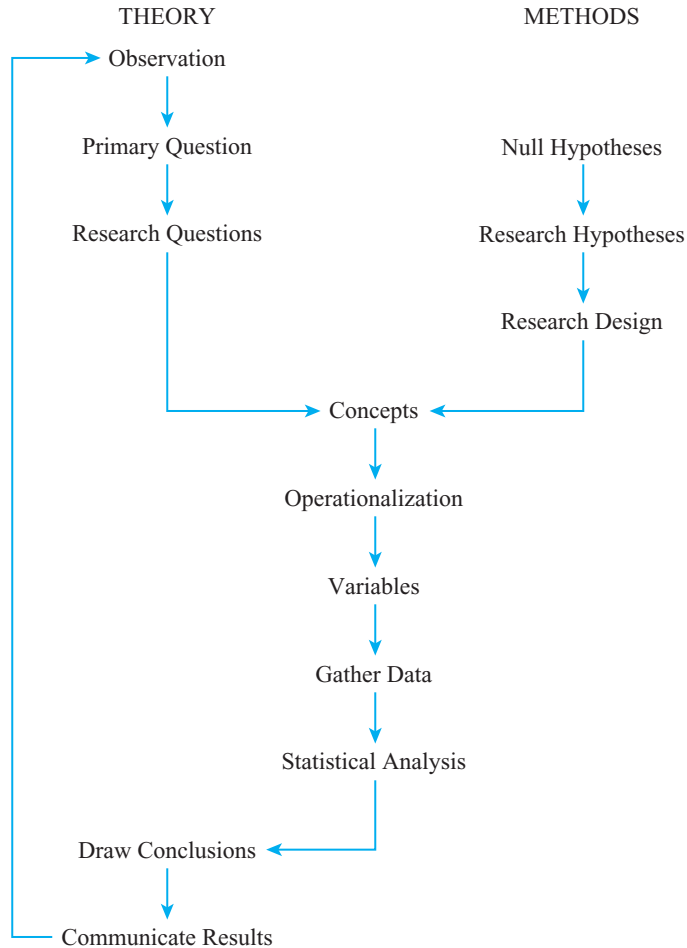 THEORY
METHODS
Observation
Primary Question
Null Hypotheses
Research Questions
Research Hypotheses
Research Design
Concepts
Operationalization
Variables
Gather Data
Statistical Analysis
Draw Conclusions
Communicate Results